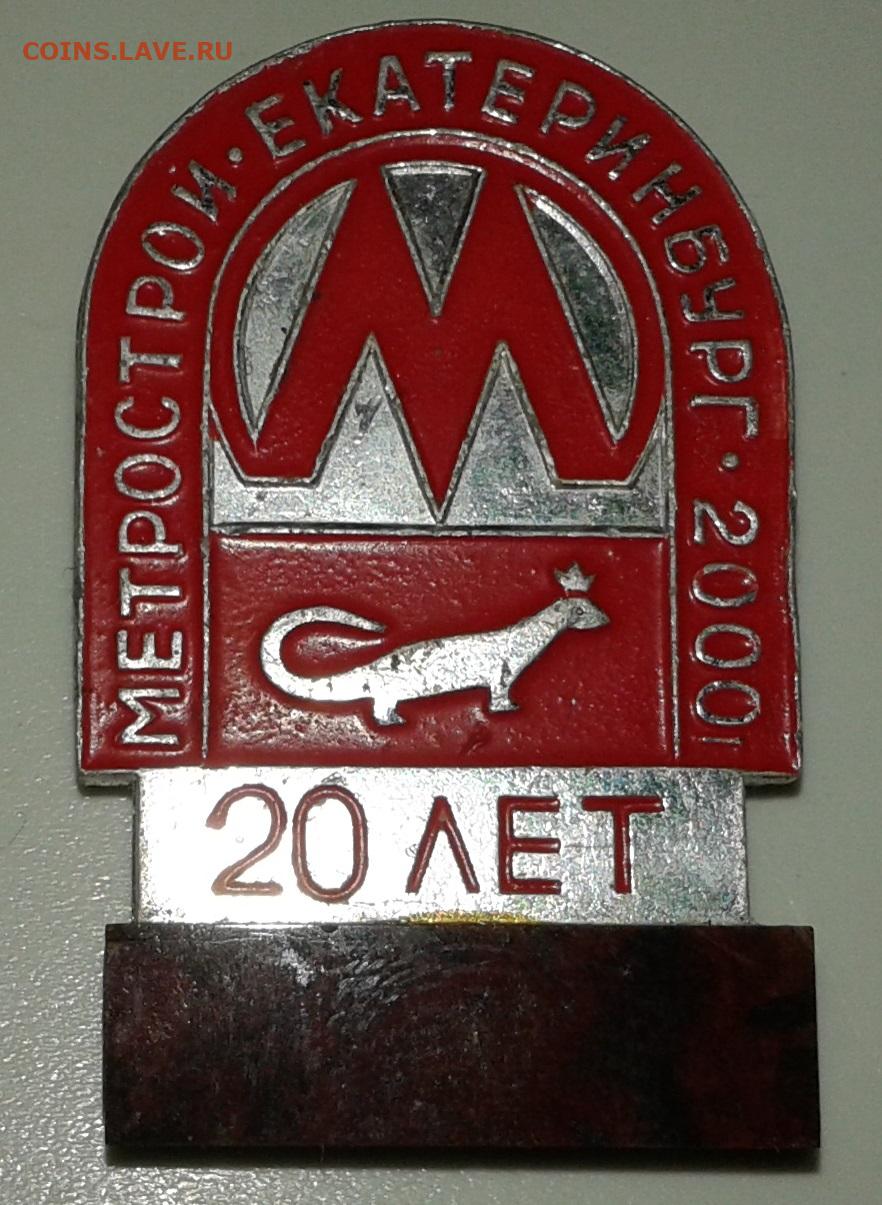 COINS.LAVE.RU
МЕТРОСТРОЙ·ЕКАТЕРИНБУРГ·2000г
М
20 ЛЕТ